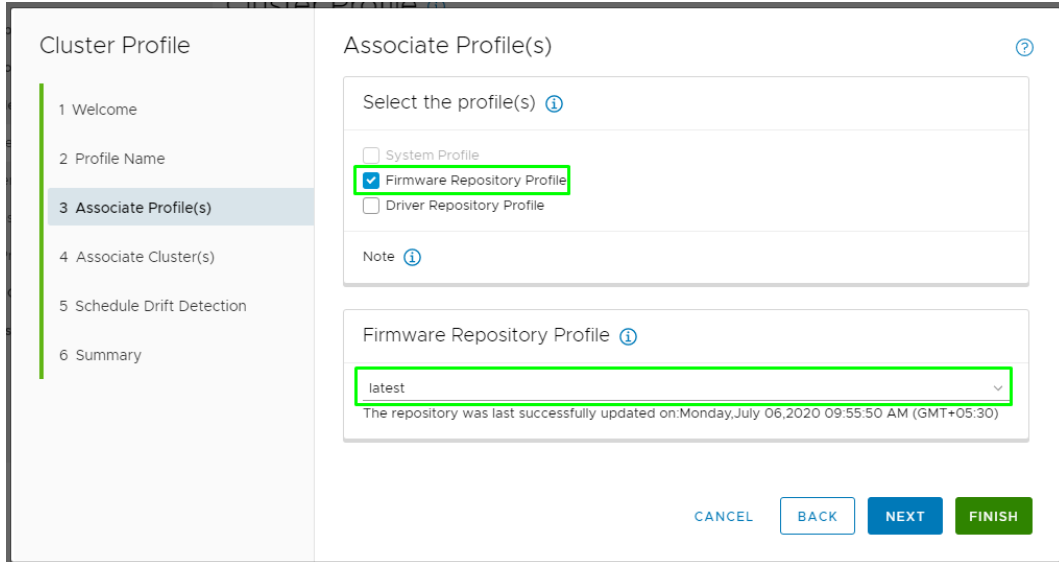 Cluster Profile
Cluster Profile
1 Welcome
2 Profile Name
3 Associate Profile(s)
4 Associate Cluster(s)
5 Schedule Drift Detection
6 Summary
Associate Profile(s)
Select the profile(s)
System Profile
Firmware Repository Profile
Driver Repository Profile
Note
Firmware Repository Profile
latest
The repository was last successfully updated on:Monday,July 06,2020 09:55:50 AM (GMT+05:30)
CANCEL
BACK
NEXT
FINISH